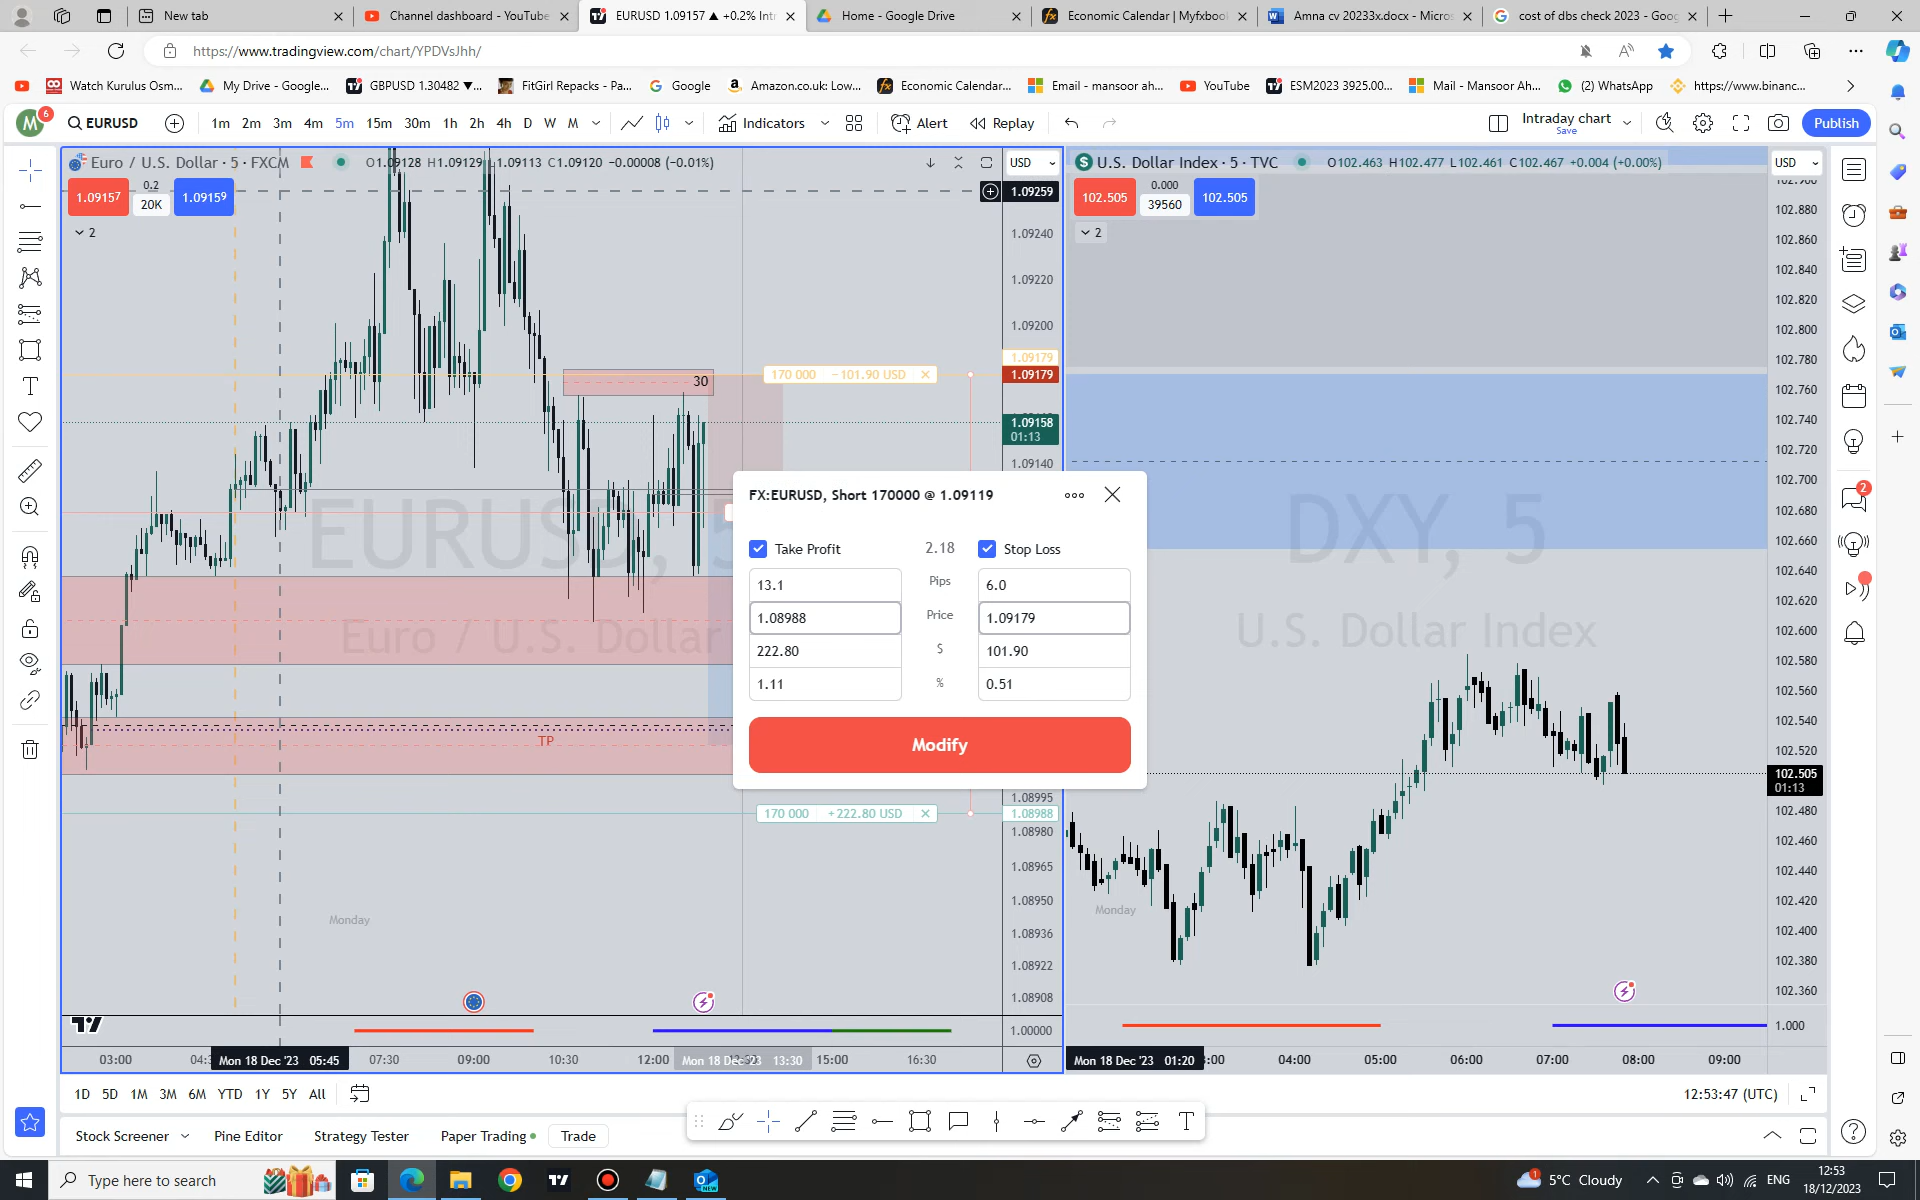 New tab
Channel dashboard - YouTube
EURUSD 1.09157 ▲ +0.2% Intr
Home - Google Drive
Economic Calendar | Myfxboo
Amna cv 20233x.docx - Micros
cost of dbs check 2023 - Goog
https://www.tradingview.com/chart/YPDVsJhh/
Watch Kurulus Osm...
My Drive - Google...
GBPUSD 1.30482 ▼...
FitGirl Repacks - Pa...
Google
Amazon.co.uk: Low...
Economic Calendar...
Email - mansoor ah...
YouTube
ESM2023 3925.00...
Mail - Mansoor Ah...
(2) WhatsApp
https://www.binanc...
M 6
EURUSD
1m 2m 3m 4m 5m 15m 30m 1h 2h 4h D W M
Indicators
Alert
Replay
Intraday chart
Save
Publish
Euro / U.S. Dollar · 5 · FXCM
O1.09128 H1.09129 L1.09113 C1.09120 −0.00008 (−0.01%)
USD
1.09157
0.2
20K
1.09159
2
1.09259
1.09240
1.09220
1.09200
1.09179
1.09179
1.09158
01:13
1.09140
30
170 000 −101.90 USD
EURUSD, 5
Euro / U.S. Dollar
TP
170 000 +222.80 USD
1.08995
1.08988
1.08980
1.08965
1.08950
1.08936
1.08922
1.08908
1.00000
Monday
03:00
Mon 18 Dec '23 05:45
07:30
09:00
10:30
12:00
Mon 18 Dec '23 13:30
15:00
16:30
FX:EURUSD, Short 170000 @ 1.09119
Take Profit
2.18
Stop Loss
13.1 Pips 6.0
1.08988 Price 1.09179
222.80 $ 101.90
1.11 % 0.51
Modify
U.S. Dollar Index · 5 · TVC
O102.463 H102.477 L102.461 C102.467 +0.004 (+0.00%)
USD
102.505
0.000
39560
102.505
2
102.880
102.860
102.840
102.820
102.800
102.780
102.760
102.740
102.720
102.700
102.680
102.660
102.640
102.620
102.600
102.580
102.560
102.540
102.520
102.505
01:13
102.480
102.460
102.440
102.420
102.400
102.380
102.360
1.000
DXY, 5
U.S. Dollar Index
Monday
Mon 18 Dec '23 01:20
04:00
05:00
06:00
07:00
08:00
09:00
2
1D 5D 1M 3M 6M YTD 1Y 5Y All
12:53:47 (UTC)
Stock Screener
Pine Editor
Strategy Tester
Paper Trading
Trade
Type here to search
5°C Cloudy
ENG
12:53
18/12/2023